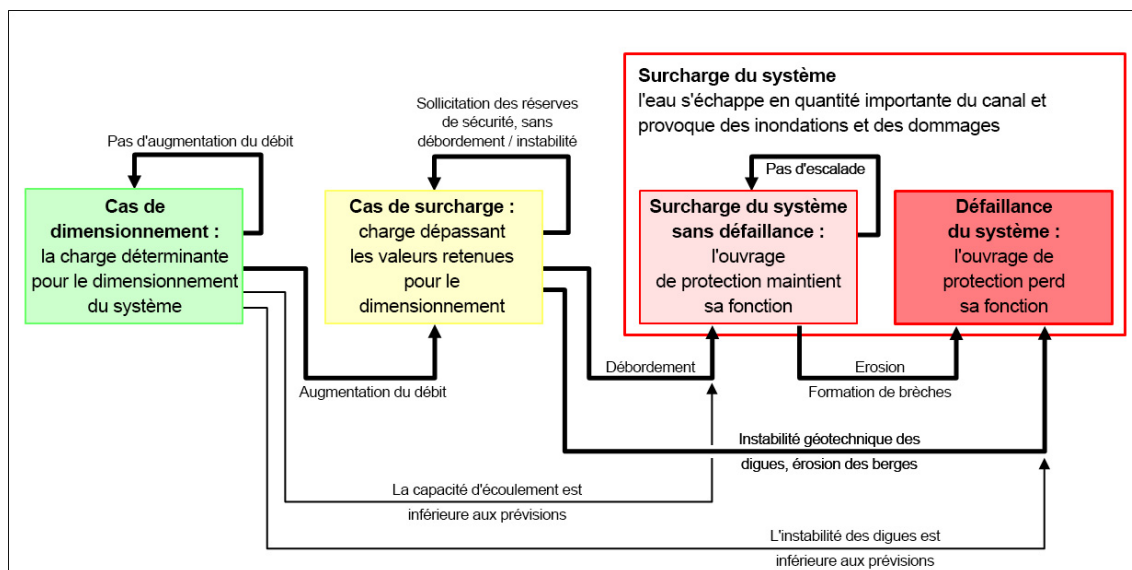 Surcharge du système
l'eau s'échappe en quantité importante du canal et
provoque des inondations et des dommages
Pas d'augmentation du débit
Sollicitation des réserves
de sécurité, sans
débordement / instabilité
Pas d'escalade
Cas de
dimensionnement :
la charge déterminante
pour le dimensionnement
du système
Cas de surcharge :
charge dépassant
les valeurs retenues
pour le
dimensionnement
Surcharge du système
sans défaillance :
l'ouvrage
de protection maintient
sa fonction
Défaillance
du système :
l'ouvrage de
protection perd
sa fonction
Augmentation du débit
Débordement
Erosion
Formation de brèches
Instabilité géotechnique des
digues, érosion des berges
La capacité d'écoulement est
inférieure aux prévisions
L'instabilité des digues est
inférieure aux prévisions